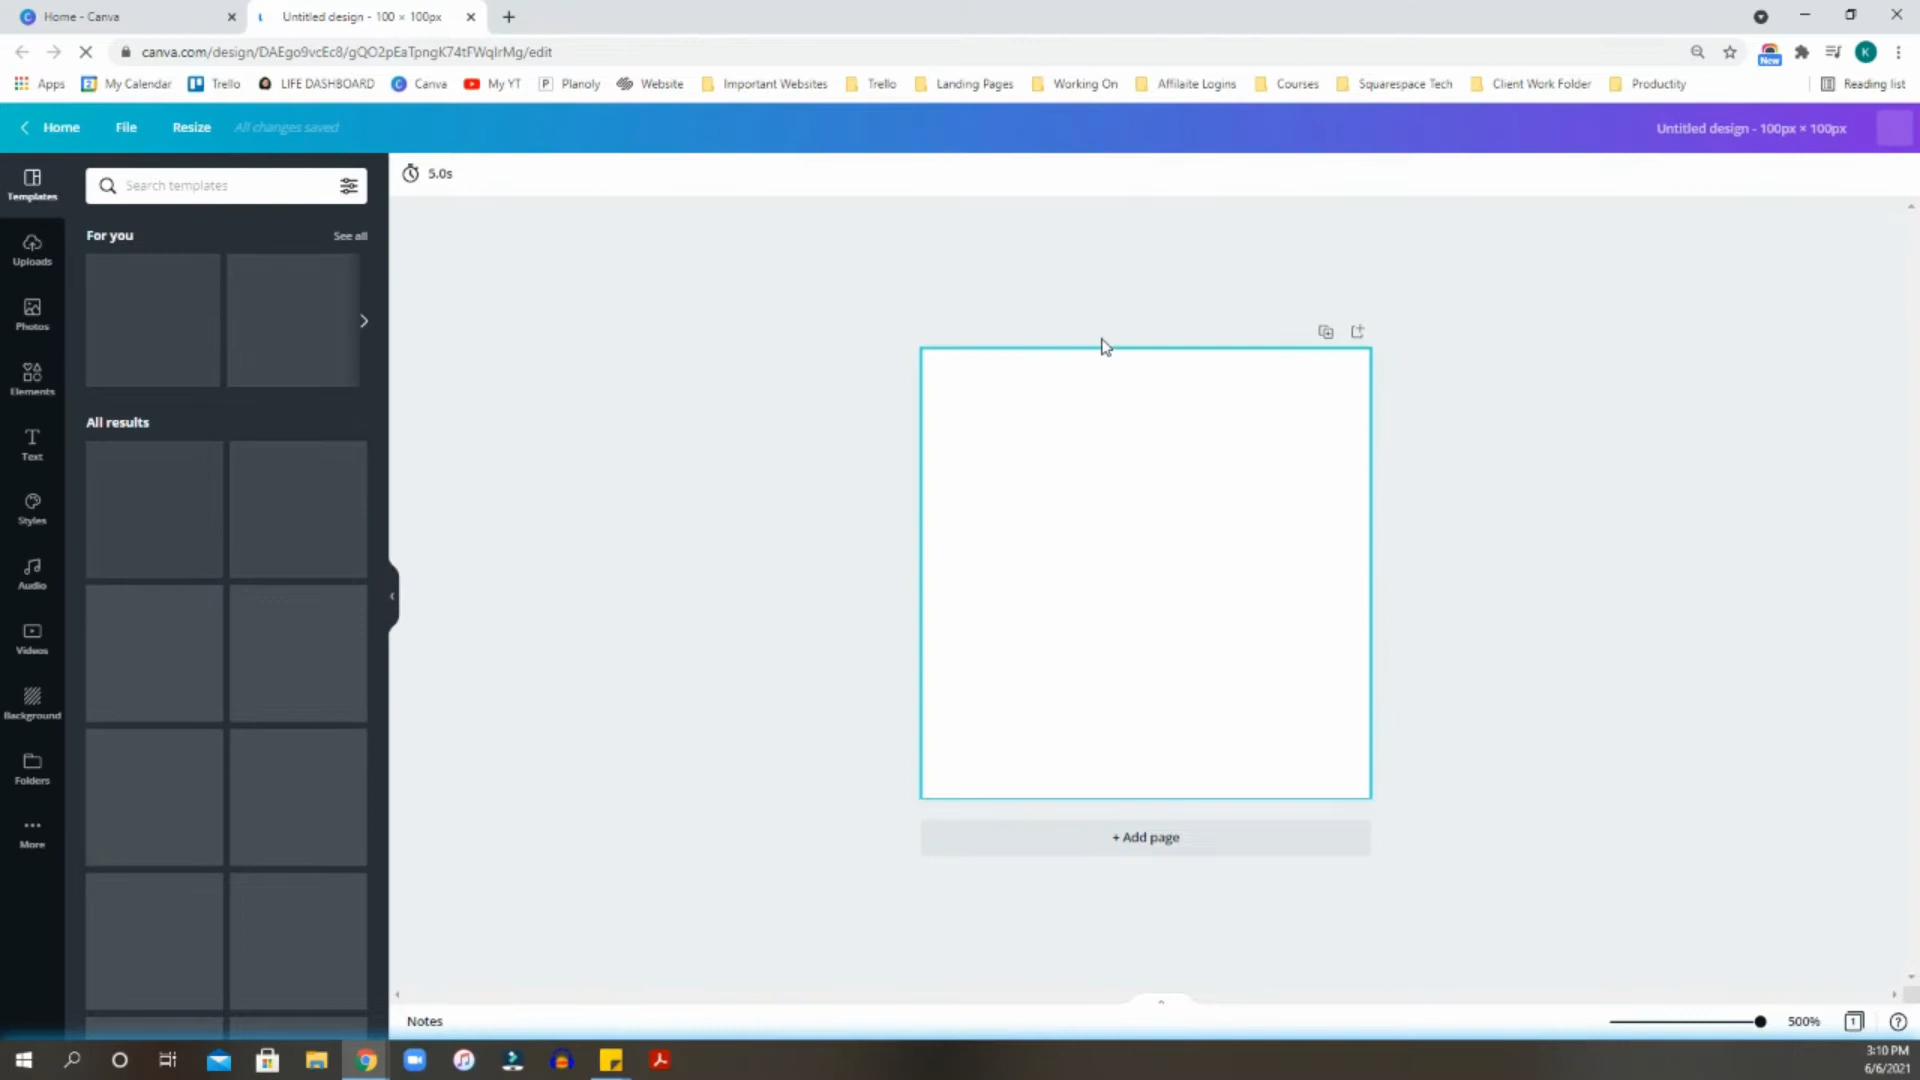 Home - Canva
Untitled design - 100 × 100px
canva.com/design/DAEgo9vcEc8/gQO2pEaTpngK74tFWqIrMg/edit
New
K
Apps My Calendar Trello LIFE DASHBOARD Canva My YT Planoly Website Important Websites Trello Landing Pages Working On Affilaite Logins Courses Squarespace Tech Client Work Folder Productity Reading list
Home File Resize All changes saved Untitled design - 100px × 100px
Templates
Search templates
5.0s
For you See all
Uploads
Photos
Elements
All results
Text
Styles
Audio
Videos
Background
Folders
More
+ Add page
Notes 500% 1
3:10 PM
6/6/2021